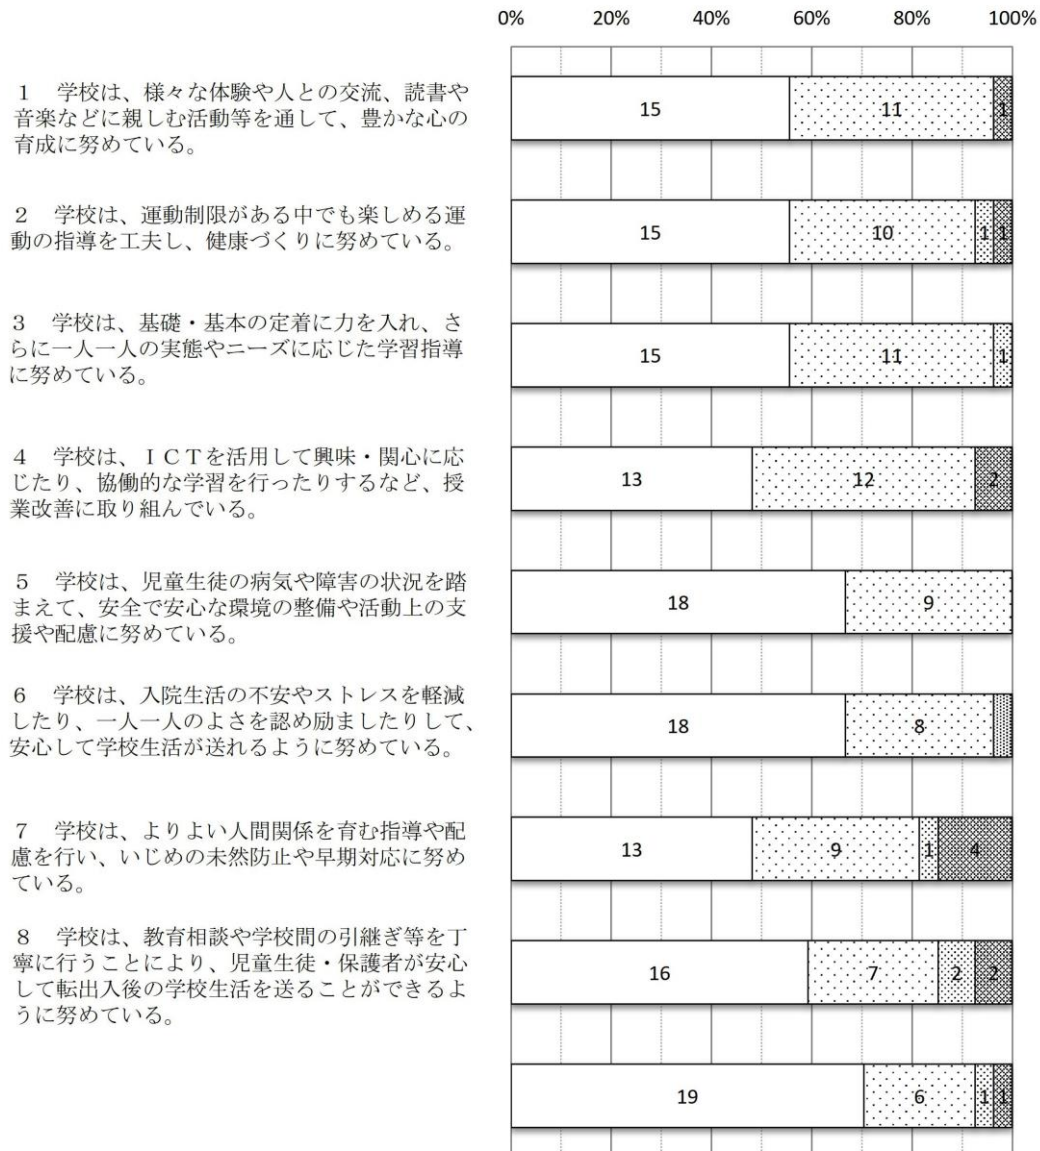 0% 20% 40% 60% 80% 100%
1 学校は、様々な体験や人との交流、読書や
音楽などに親しむ活動等を通して、豊かな心の
育成に努めている。
15 11 1
2 学校は、運動制限がある中でも楽しめる運
動の指導を工夫し、健康づくりに努めている。
15 10 1 1
3 学校は、基礎・基本の定着に力を入れ、さ
らに一人一人の実態やニーズに応じた学習指導
に努めている。
15 11 1
4 学校は、ICTを活用して興味・関心に応
じたり、協働的な学習を行ったりするなど、授
業改善に取り組んでいる。
13 12 2
5 学校は、児童生徒の病気や障害の状況を踏
まえて、安全で安心な環境の整備や活動上の支
援や配慮に努めている。
18 9
6 学校は、入院生活の不安やストレスを軽減
したり、一人一人のよさを認め励ましたりして、
安心して学校生活が送れるように努めている。
18 8
7 学校は、よりよい人間関係を育む指導や配
慮を行い、いじめの未然防止や早期対応に努め
ている。
13 9 1 4
8 学校は、教育相談や学校間の引継ぎ等を丁
寧に行うことにより、児童生徒・保護者が安心
して転出入後の学校生活を送ることができるよ
うに努めている。
16 7 2 2
19 6 1 1